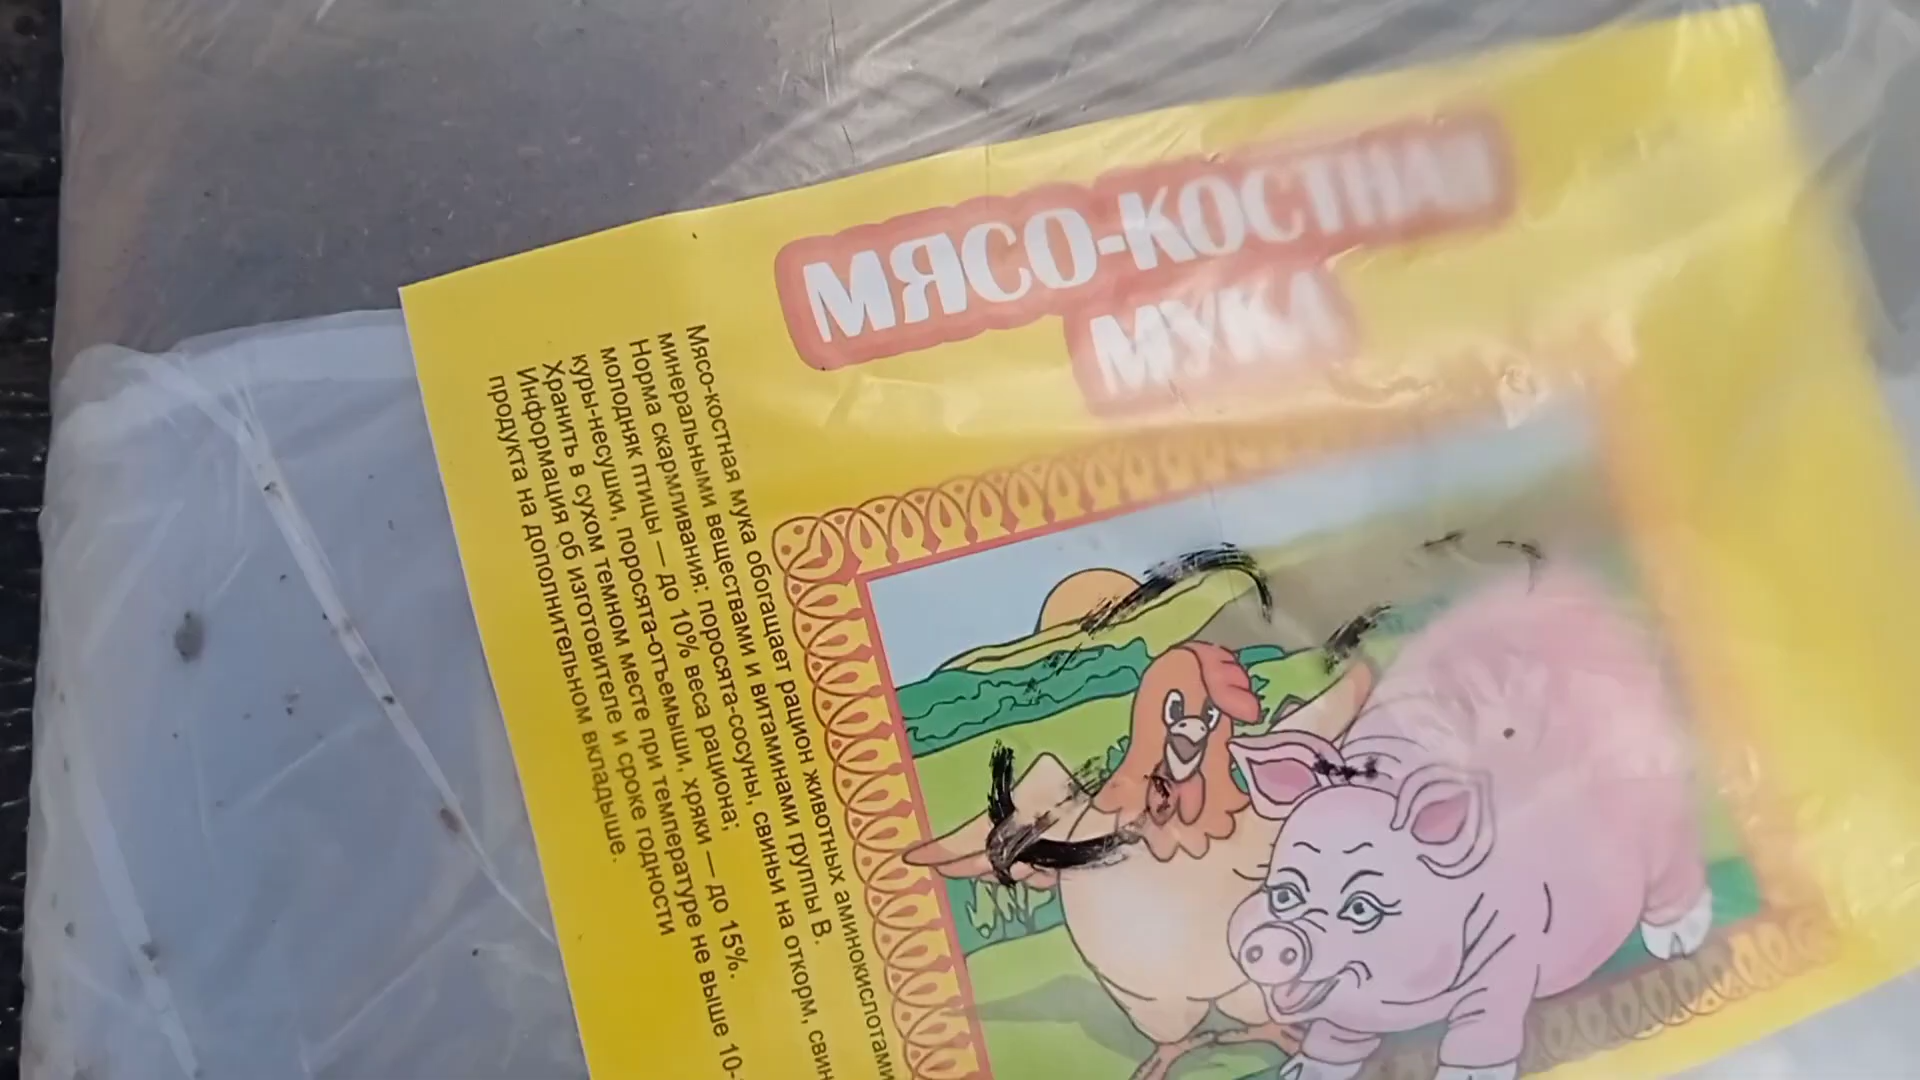 МЯСО-КОСТНАЯ
МУКА
Мясо-костная мука обогащает рацион животных аминокислотами
минеральными веществами и витаминами группы В.
Норма скармливания: поросята-сосуны, свиньи на откорм,
молодняк птицы — до 10% веса рациона;
куры-несушки, поросята-отъемыши, хряки — до 15%.
Хранить в сухом темном месте при температуре не выше 10-
Информация об изготовителе и сроке годности
продукта на дополнительном вкладыше.